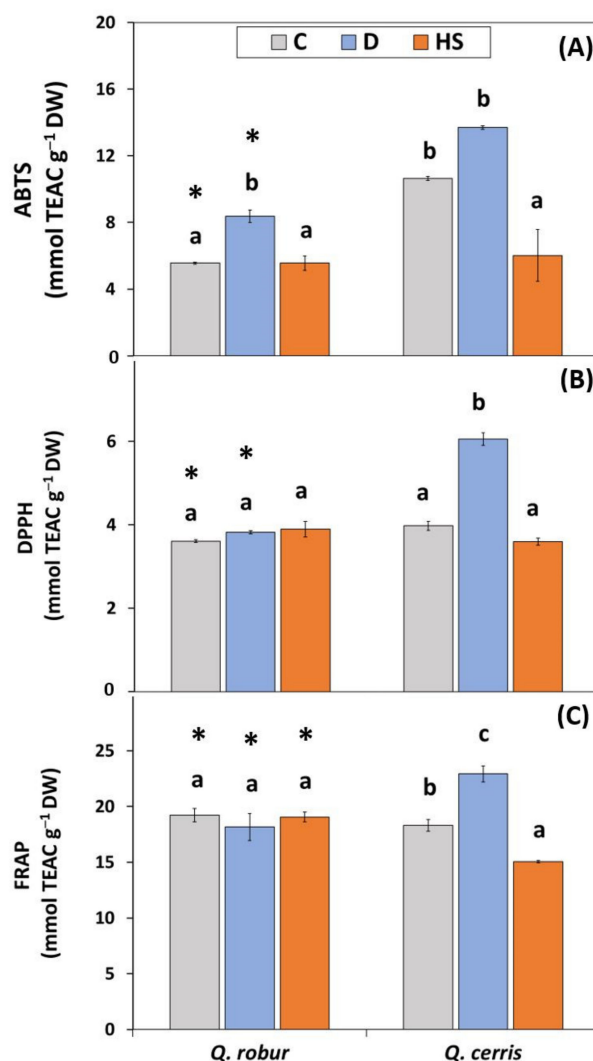 C D HS
(A)
20
16
12
8
4
0
ABTS
(mmol TEAC g⁻¹ DW)
* *
a b a b b a
(B)
6
4
2
0
DPPH
(mmol TEAC g⁻¹ DW)
* *
a a a a b a
(C)
25
20
15
10
5
0
FRAP
(mmol TEAC g⁻¹ DW)
* * *
a a a b c a
Q. robur Q. cerris